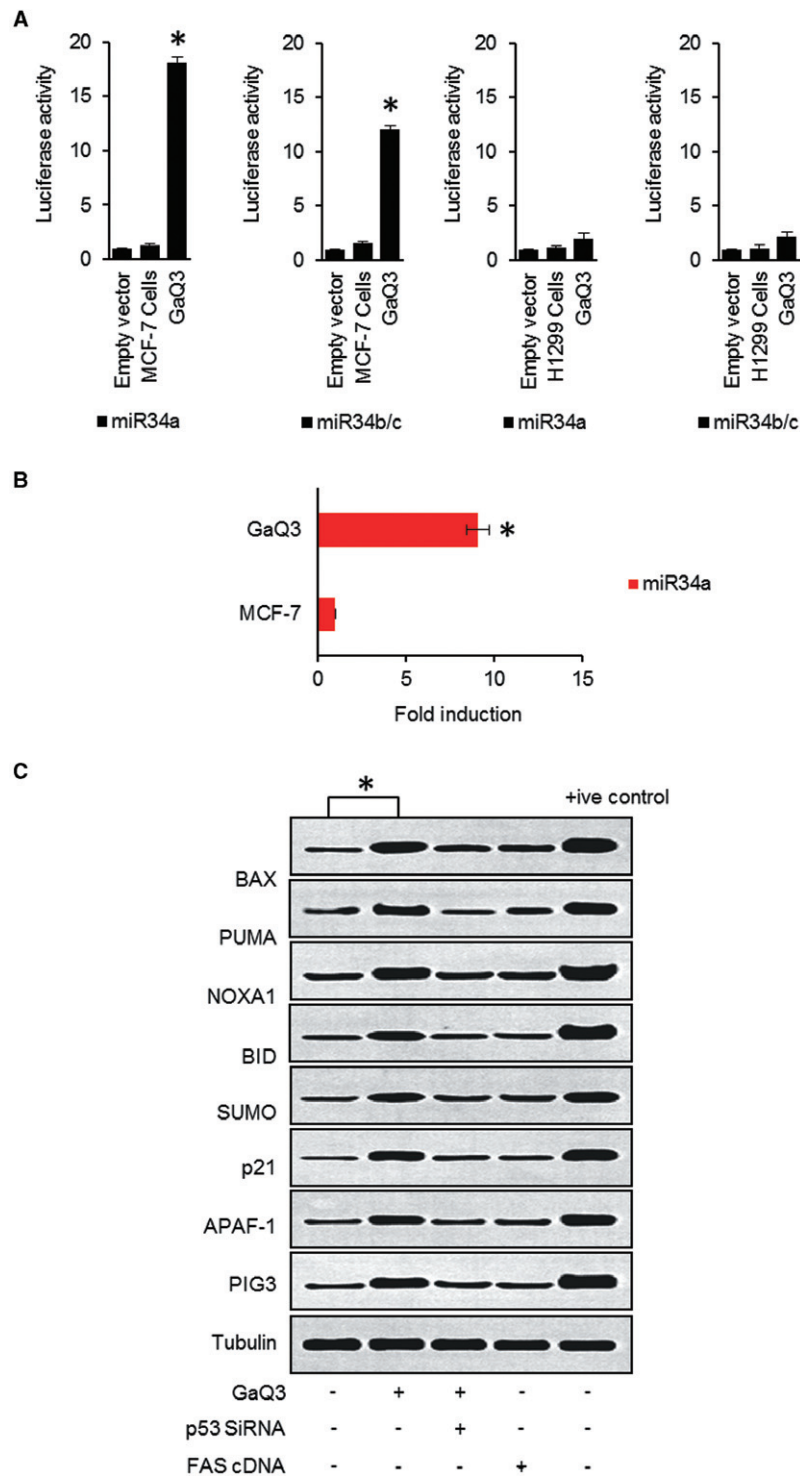 A
*
*
20 20 20 20
15 15 15 15
10 10 10 10
5 5 5 5
0 0 0 0
Luciferase activity Luciferase activity Luciferase activity Luciferase activity
Empty vector MCF-7 Cells GaQ3 Empty vector MCF-7 Cells GaQ3 Empty vector H1299 Cells GaQ3 Empty vector H1299 Cells GaQ3
miR34a miR34b/c miR34a miR34b/c
B
GaQ3 *
miR34a
MCF-7
0 5 10 15
Fold induction
C
* +ive control
BAX
PUMA
NOXA1
BID
SUMO
p21
APAF-1
PIG3
Tubulin
GaQ3 - + + - -
p53 SiRNA - - + - -
FAS cDNA - - - + -